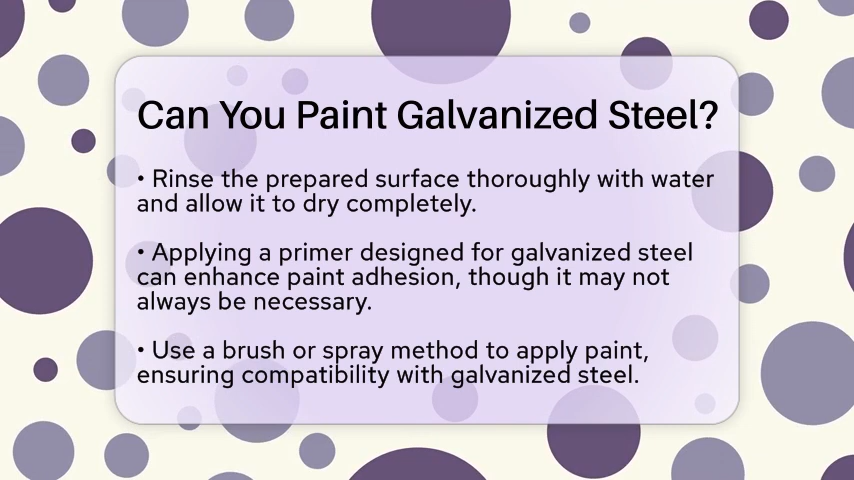 Can You Paint Galvanized Steel?
• Rinse the prepared surface thoroughly with water
and allow it to dry completely.
• Applying a primer designed for galvanized steel
can enhance paint adhesion, though it may not
always be necessary.
• Use a brush or spray method to apply paint,
ensuring compatibility with galvanized steel.